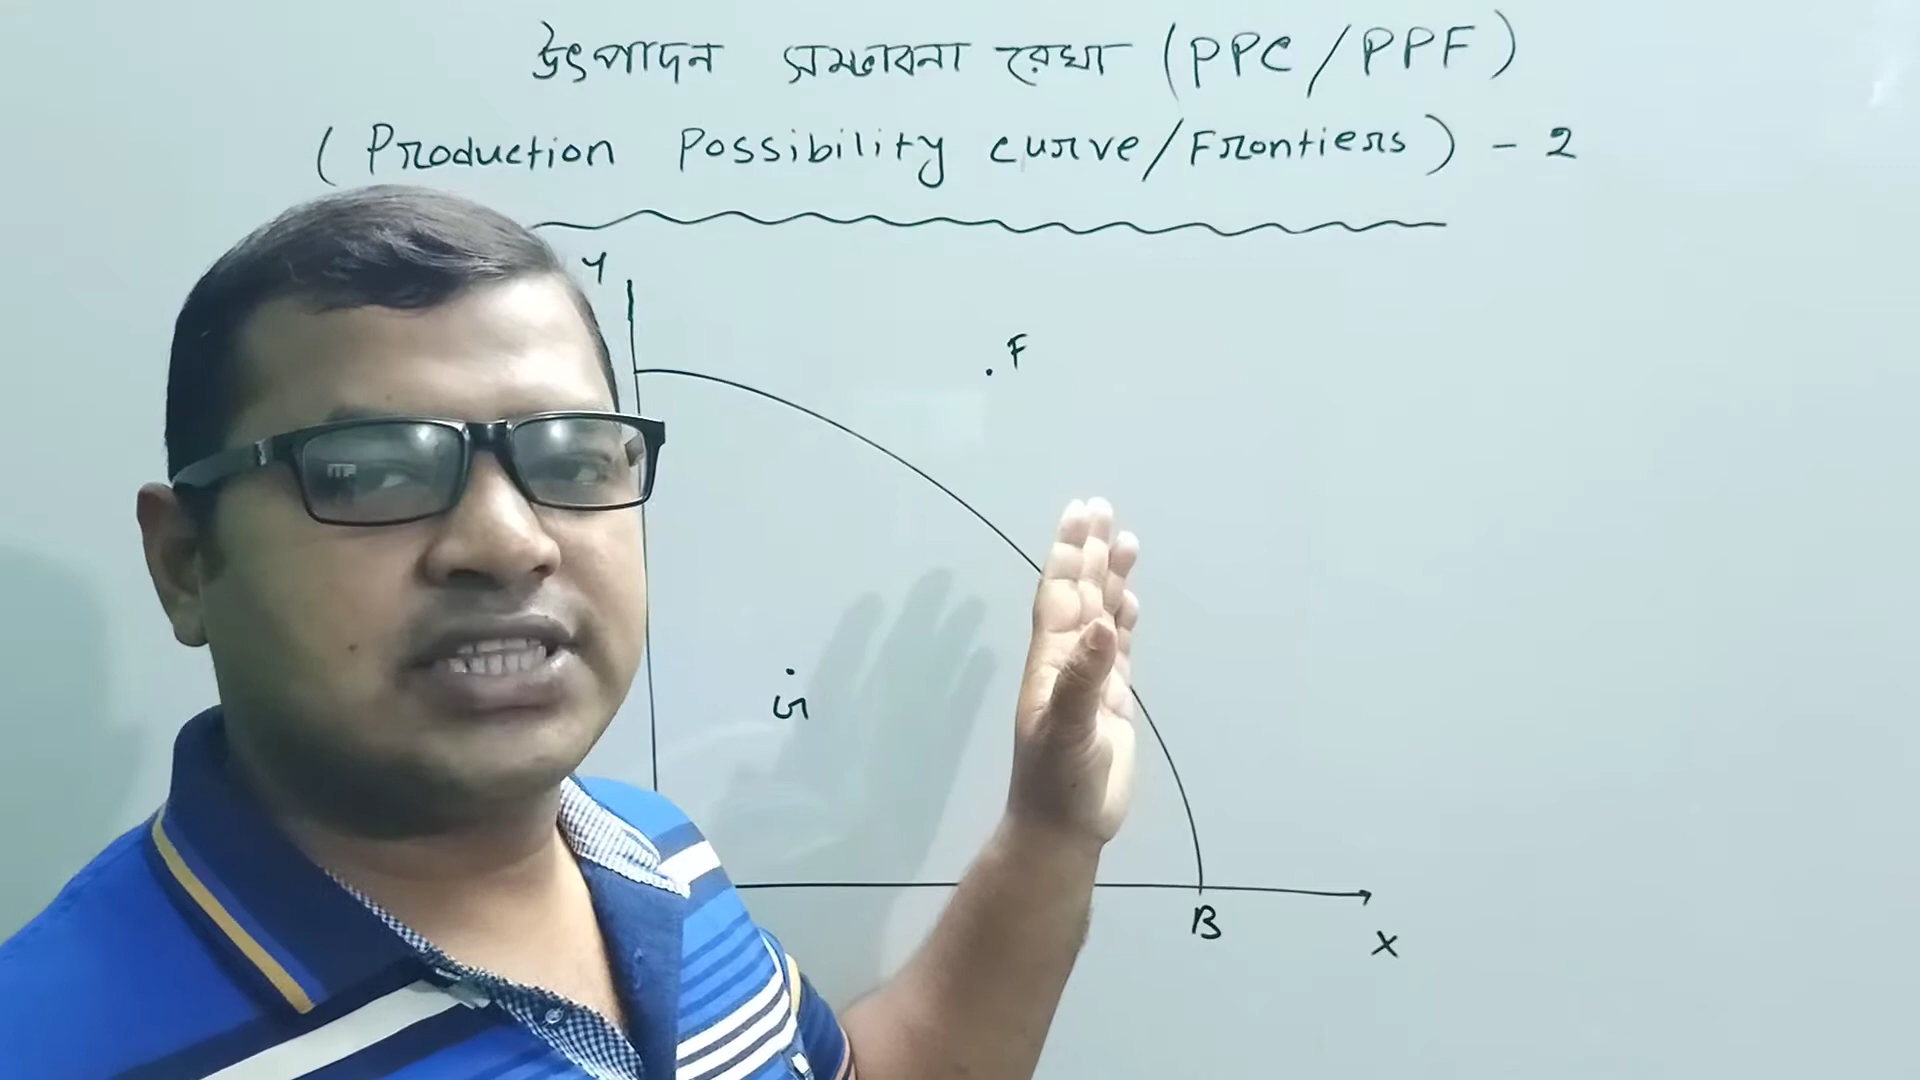 উৎপাদন সম্ভাবনা রেখা (PPC/PPF)
(Production Possibility curve/Frontiers) - 2
Y
F
G
B
X